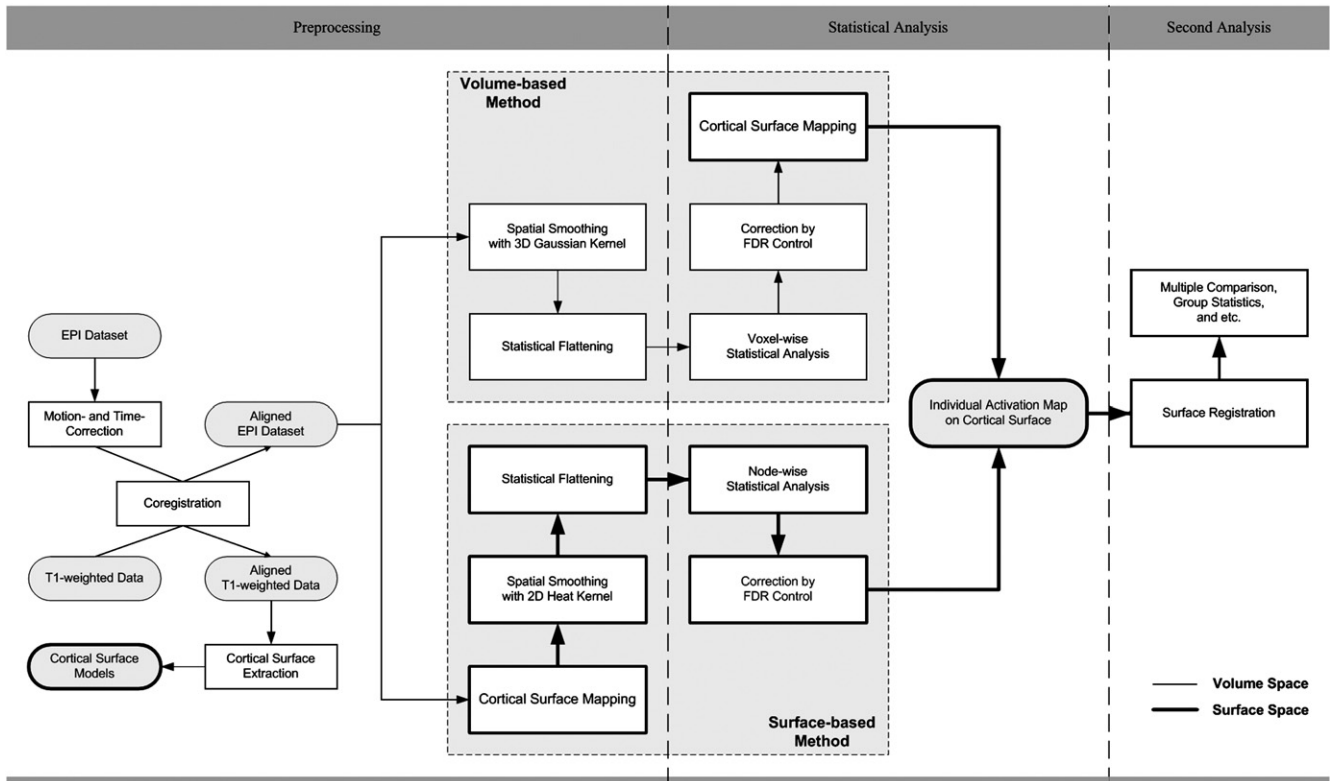 Preprocessing
Statistical Analysis
Second Analysis
Volume-based
Method
Cortical Surface Mapping
Spatial Smoothing
with 3D Gaussian Kernel
Correction by
FDR Control
Statistical Flattening
Voxel-wise
Statistical Analysis
EPI Dataset
Motion- and Time-
Correction
Aligned
EPI Dataset
Coregistration
T1-weighted Data
Aligned
T1-weighted Data
Cortical Surface
Models
Cortical Surface
Extraction
Statistical Flattening
Node-wise
Statistical Analysis
Spatial Smoothing
with 2D Heat Kernel
Correction by
FDR Control
Cortical Surface Mapping
Surface-based
Method
Individual Activation Map
on Cortical Surface
Multiple Comparison,
Group Statistics,
and etc.
Surface Registration
Volume Space
Surface Space